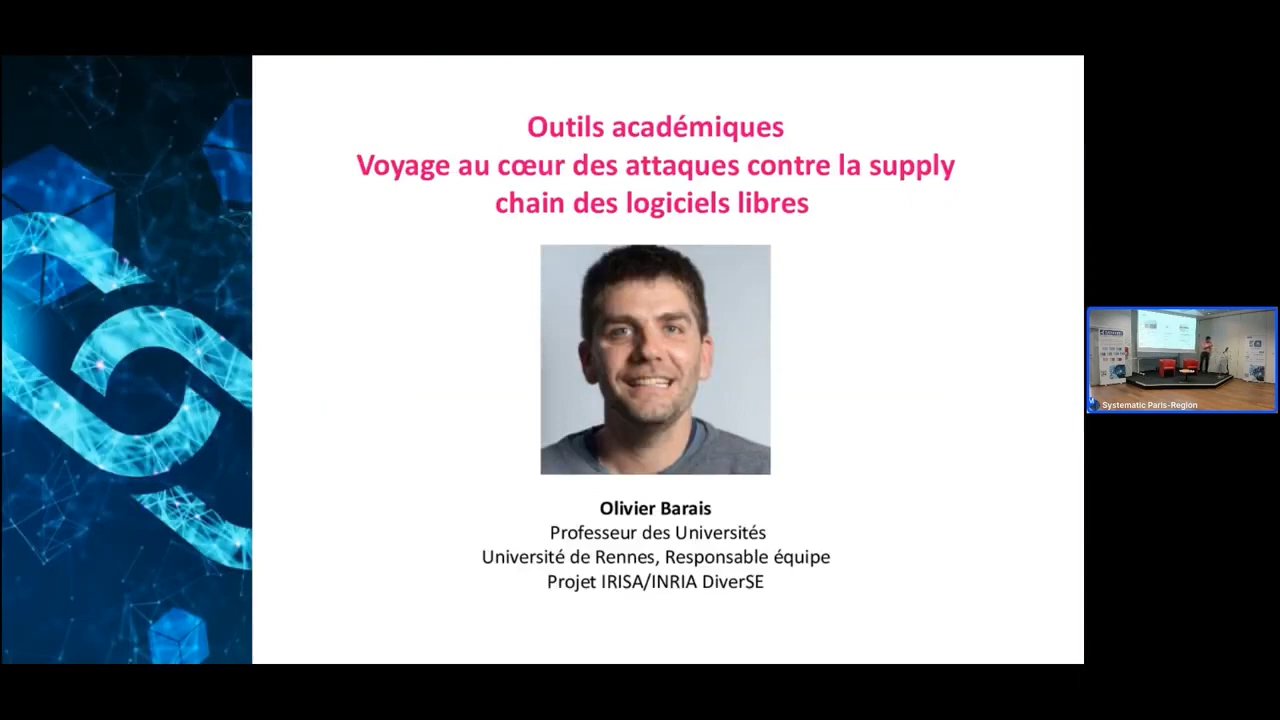 Outils académiques
Voyage au cœur des attaques contre la supply
chain des logiciels libres
Olivier Barais
Professeur des Universités
Université de Rennes, Responsable équipe
Projet IRISA/INRIA DiverSE
Systematic Paris-Region